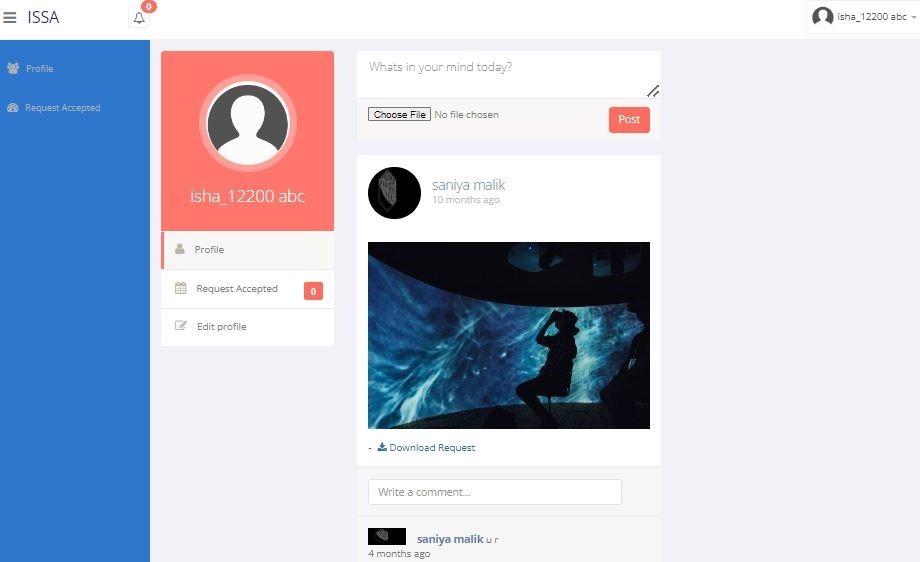 ISSA
0
isha_12200 abc
Profile
Request Accepted
isha_12200 abc
Profile
Request Accepted
0
Edit profile
Whats in your mind today?
Choose File No file chosen
Post
saniya malik
10 months ago
- Download Request
Write a comment...
saniya malik u r
4 months ago